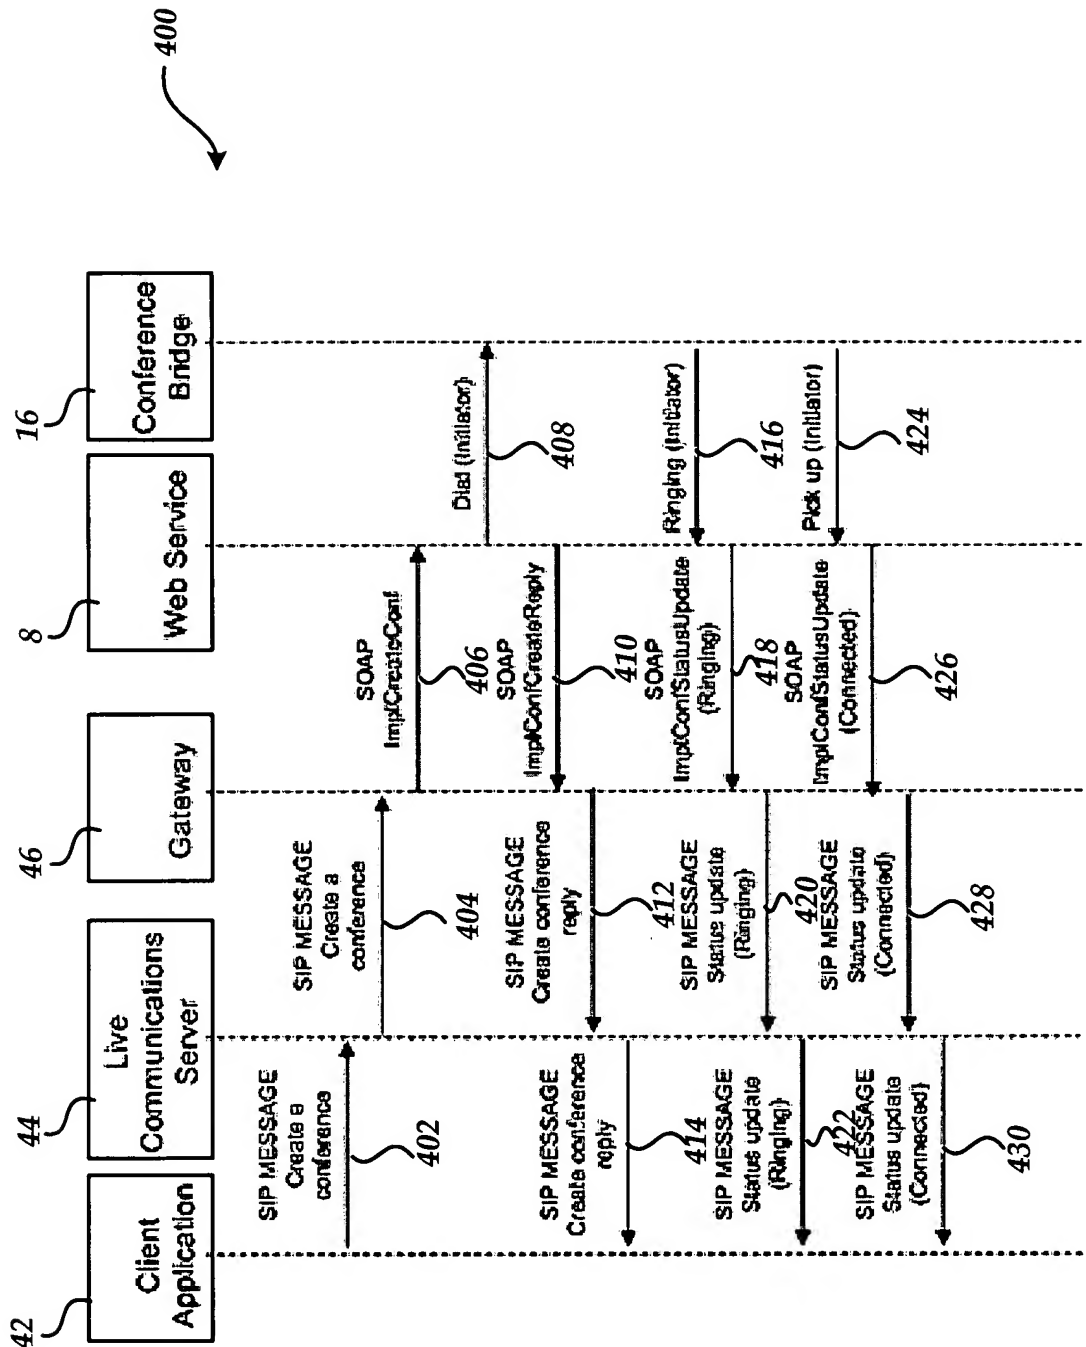 400
42
Client
Application
44
Live
Communications
Server
46
Gateway
8
Web Service
16
Conference
Bridge
SIP MESSAGE
Create a
conference
402
SIP MESSAGE
Create a
conference
404
SOAP
ImplCreateConf
406
Dial (Initiator)
408
SOAP
ImplConfCreateReply
410
SIP MESSAGE
Create conference
reply
412
SIP MESSAGE
Create conference
reply
414
Ringing (Initiator)
416
SOAP
ImplConfStatusUpdate
(Ringing)
418
SIP MESSAGE
Status update
(Ringing)
420
SIP MESSAGE
Status update
(Ringing)
422
Pick up (Initiator)
424
SOAP
ImplConfStatusUpdate
(Connected)
426
SIP MESSAGE
Status update
(Connected)
428
SIP MESSAGE
Status update
(Connected)
430